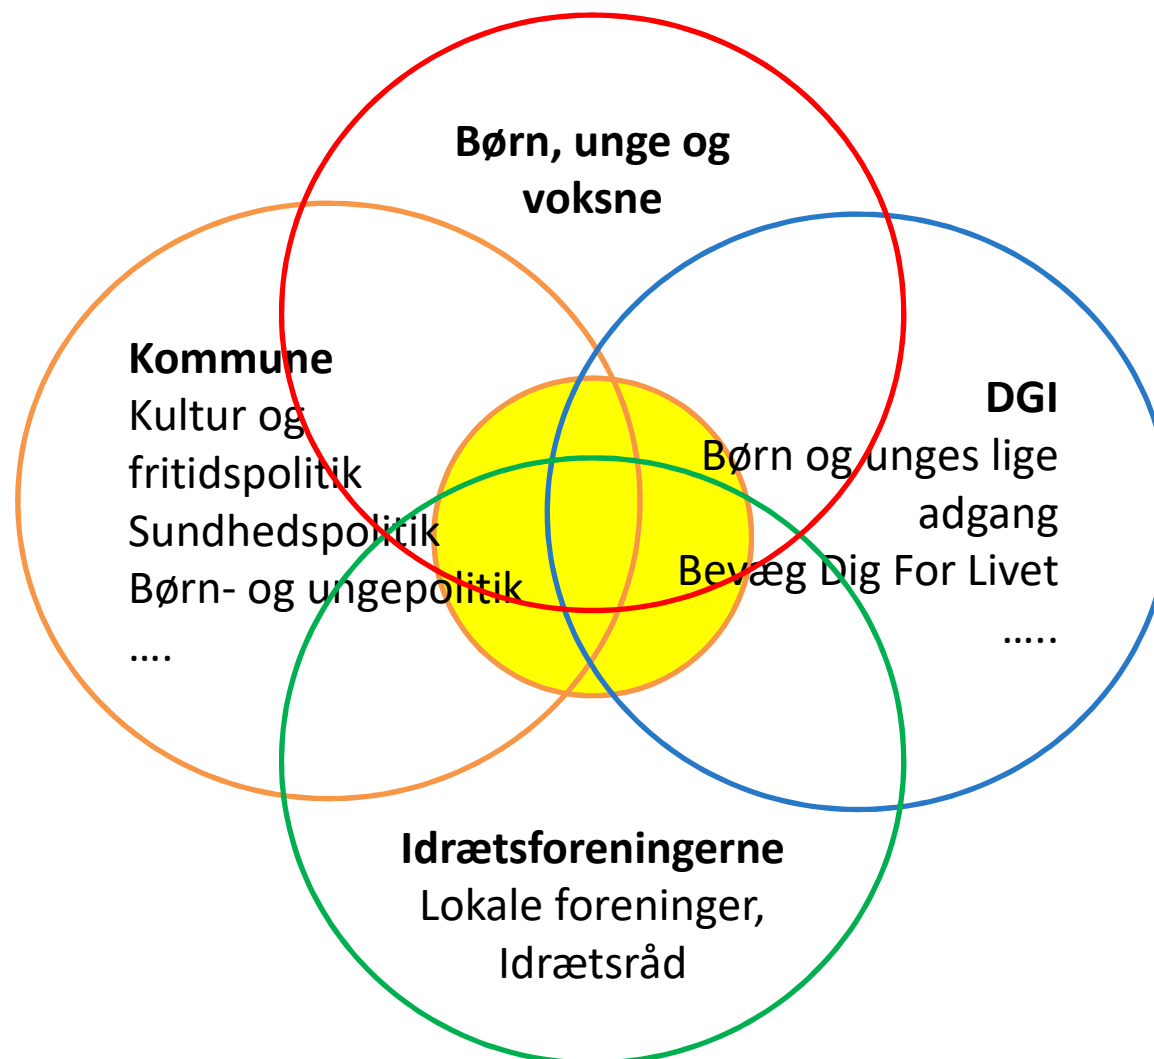 Børn, unge og
voksne
Kommune
Kultur og
fritidspolitik
Sundhedspolitik
Børn- og ungepolitik
....
DGI
Børn og unges lige
adgang
Bevæg Dig For Livet
.....
Idrætsforeningerne
Lokale foreninger,
Idrætsråd